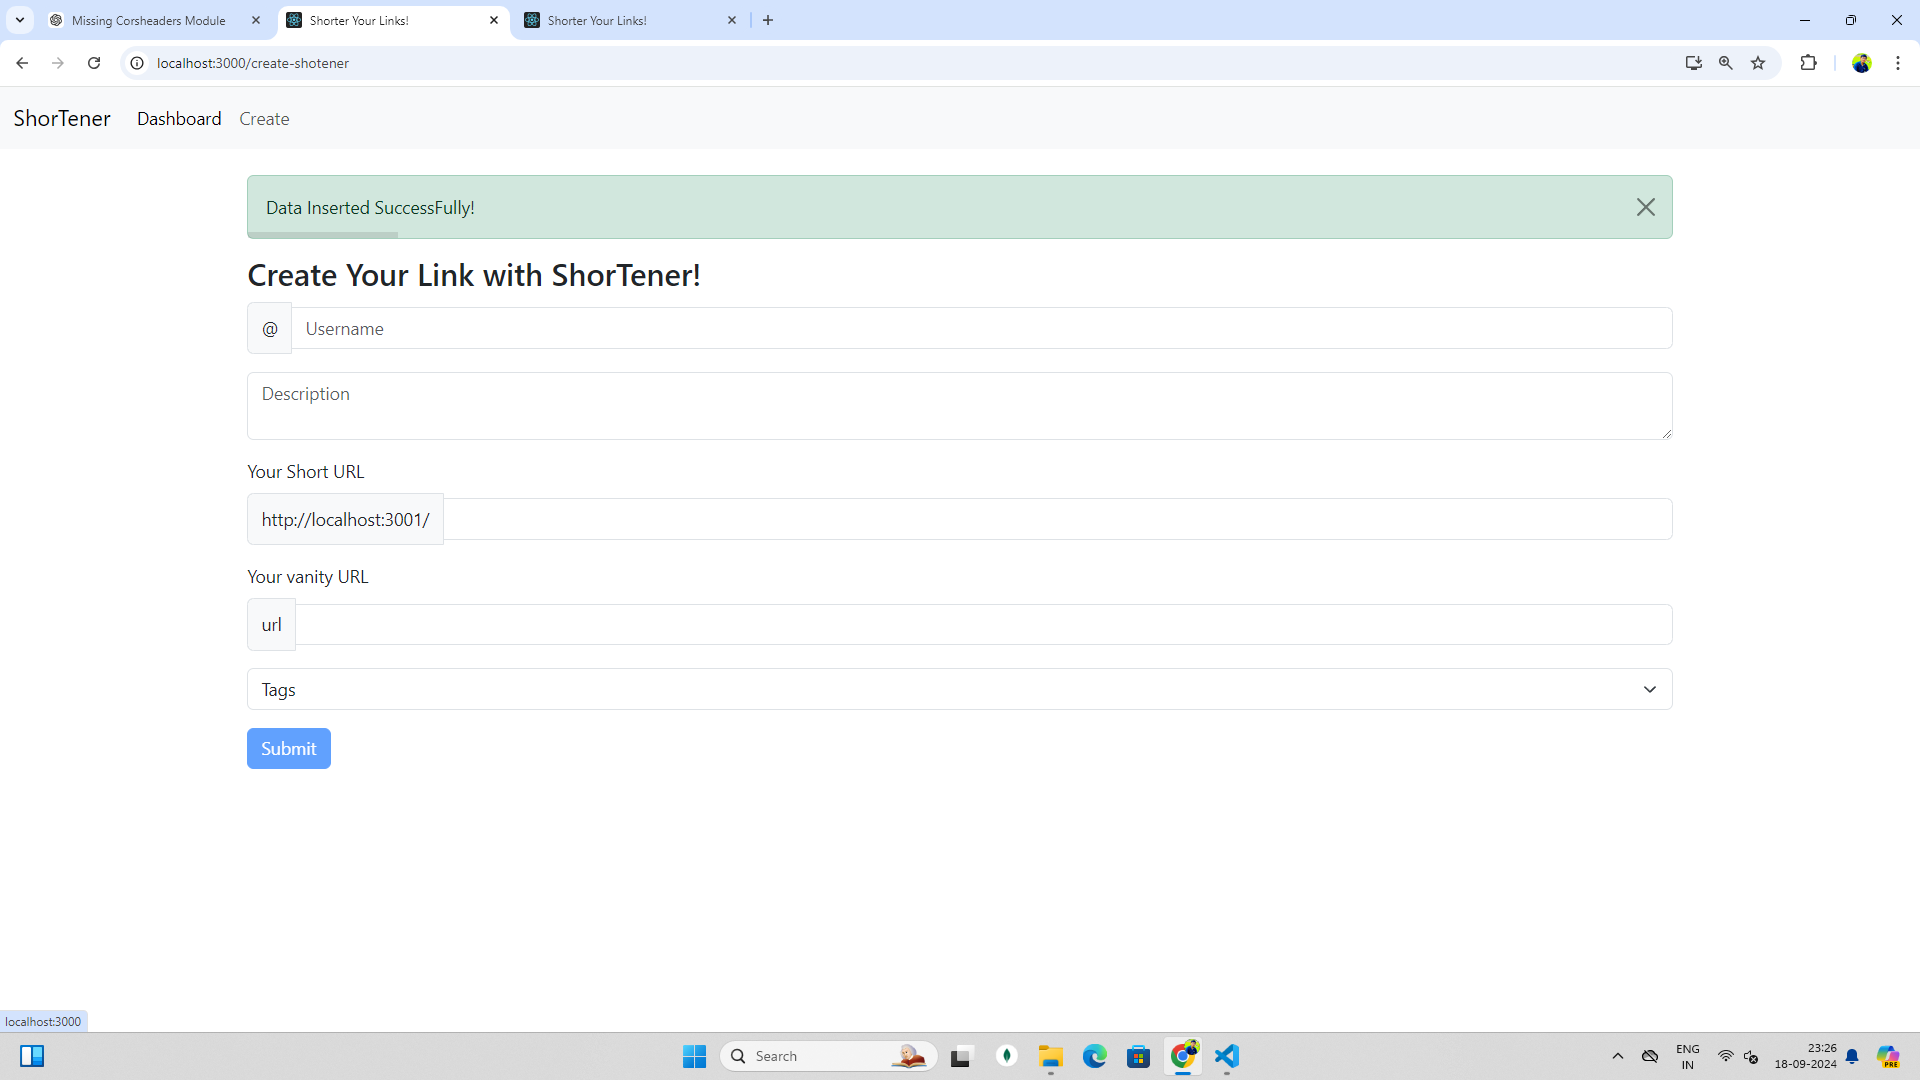 Missing Corsheaders Module
Shorter Your Links!
Shorter Your Links!
localhost:3000/create-shotener
ShorTener
Dashboard
Create
Data Inserted SuccessFully!
Create Your Link with ShorTener!
@
Username
Description
Your Short URL
http://localhost:3001/
Your vanity URL
url
Tags
Submit
localhost:3000
Search
ENG
IN
23:26
18-09-2024
PRE